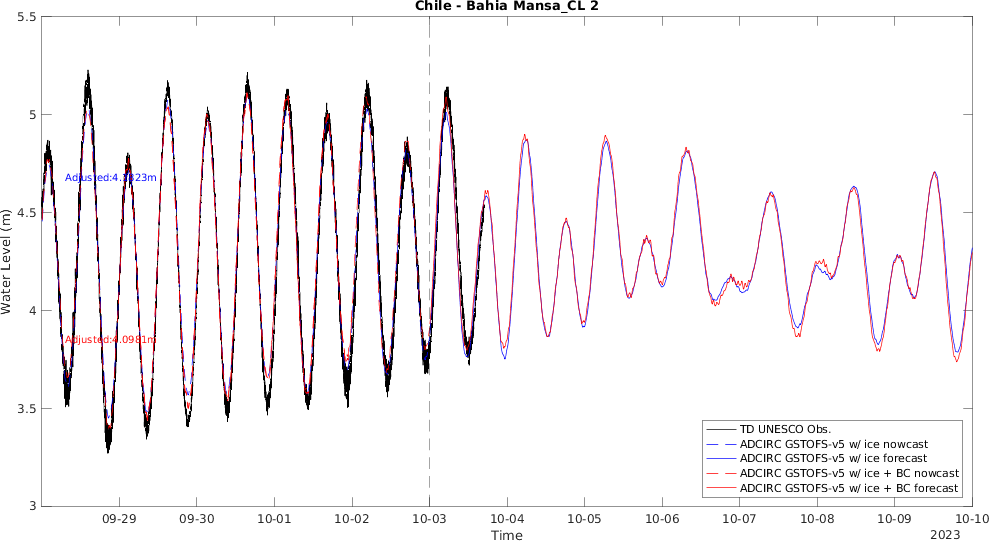 Chile - Bahia Mansa_CL 2
5.5
5
4.5
4
3.5
3
Water Level (m)
Adjusted:4.1323m
Adjusted:4.0981m
TD UNESCO Obs.
ADCIRC GSTOFS-v5 w/ ice nowcast
ADCIRC GSTOFS-v5 w/ ice forecast
ADCIRC GSTOFS-v5 w/ ice + BC nowcast
ADCIRC GSTOFS-v5 w/ ice + BC forecast
09-29 09-30 10-01 10-02 10-03 10-04 10-05 10-06 10-07 10-08 10-09 10-10
Time
2023